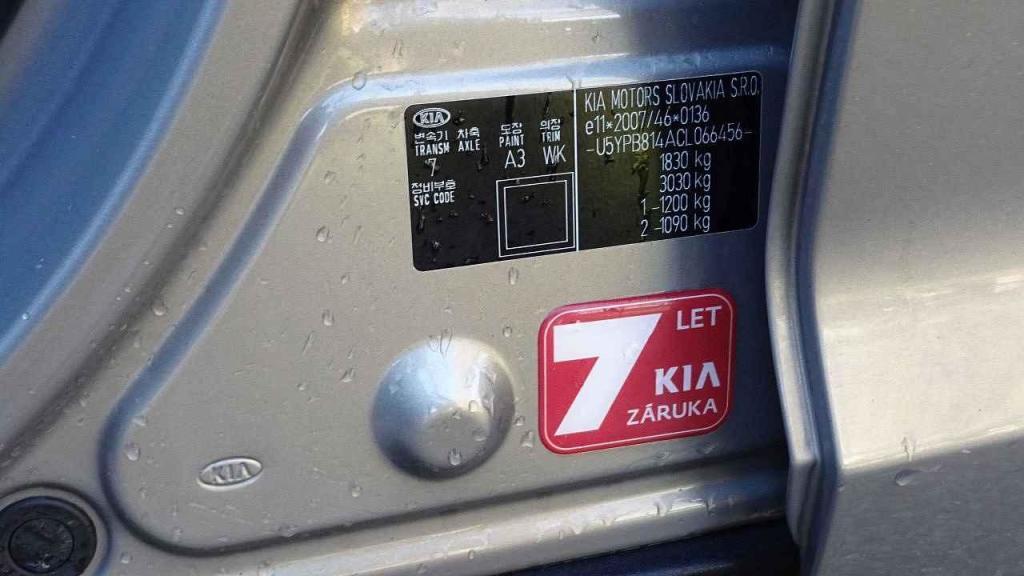 KIA
변속기 차축 도장 의장
TRANSM AXLE PAINT TRIM
7 A3 WK
정비부호
SVC CODE
KIA MOTORS SLOVAKIA S.R.O.
e11*2007/46*0136
-U5YPB814ACL066456-
1830 kg
3030 kg
1-1200 kg
2-1090 kg
7 LET
KIA
ZÁRUKA
KIA